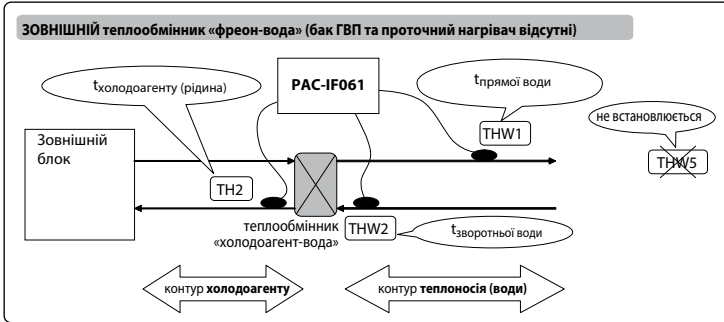 ЗОВНІШНІЙ теплообмінник «фреон-вода» (бак ГВП та проточний нагрівач відсутні)
tхолодоагенту (рідина)
PAC-IF061
tпрямої води
не встановлюється
Зовнішній
блок
THW1
THW5
TH2
теплообмінник
«холодоагент-вода»
THW2
tзворотньої води
контур холодоагенту
контур теплоносія (води)